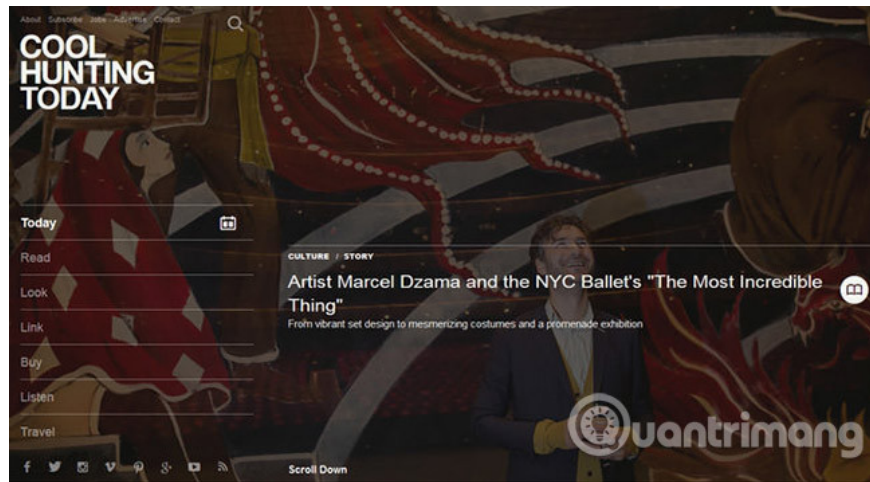 About Subscribe Jobs Advertise Contact
COOL
HUNTING
TODAY
Today
Read
Look
Link
Buy
Listen
Travel
CULTURE / STORY
Artist Marcel Dzama and the NYC Ballet's "The Most Incredible
Thing"
From vibrant set design to mesmerizing costumes and a promenade exhibition
Scroll Down
Quantrimang